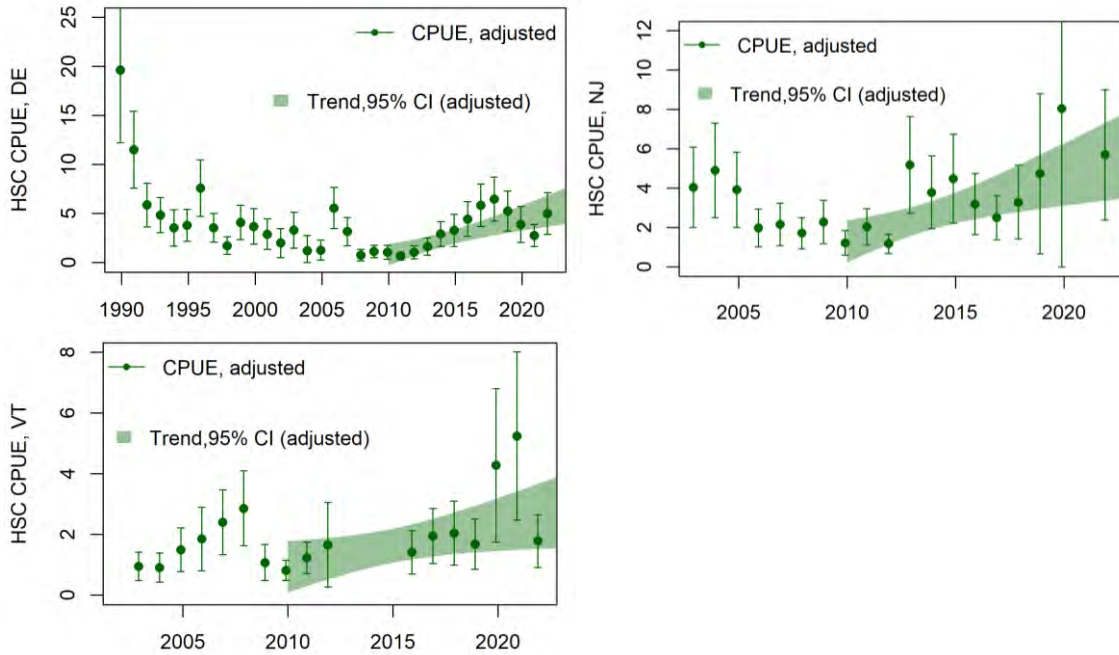 HSC CPUE, DE
25
20
15
10
5
0
CPUE, adjusted
Trend,95% CI (adjusted)
1990 1995 2000 2005 2010 2015 2020
HSC CPUE, NJ
12
10
8
6
4
2
0
CPUE, adjusted
Trend,95% CI (adjusted)
2005 2010 2015 2020
HSC CPUE, VT
8
6
4
2
0
CPUE, adjusted
Trend,95% CI (adjusted)
2005 2010 2015 2020